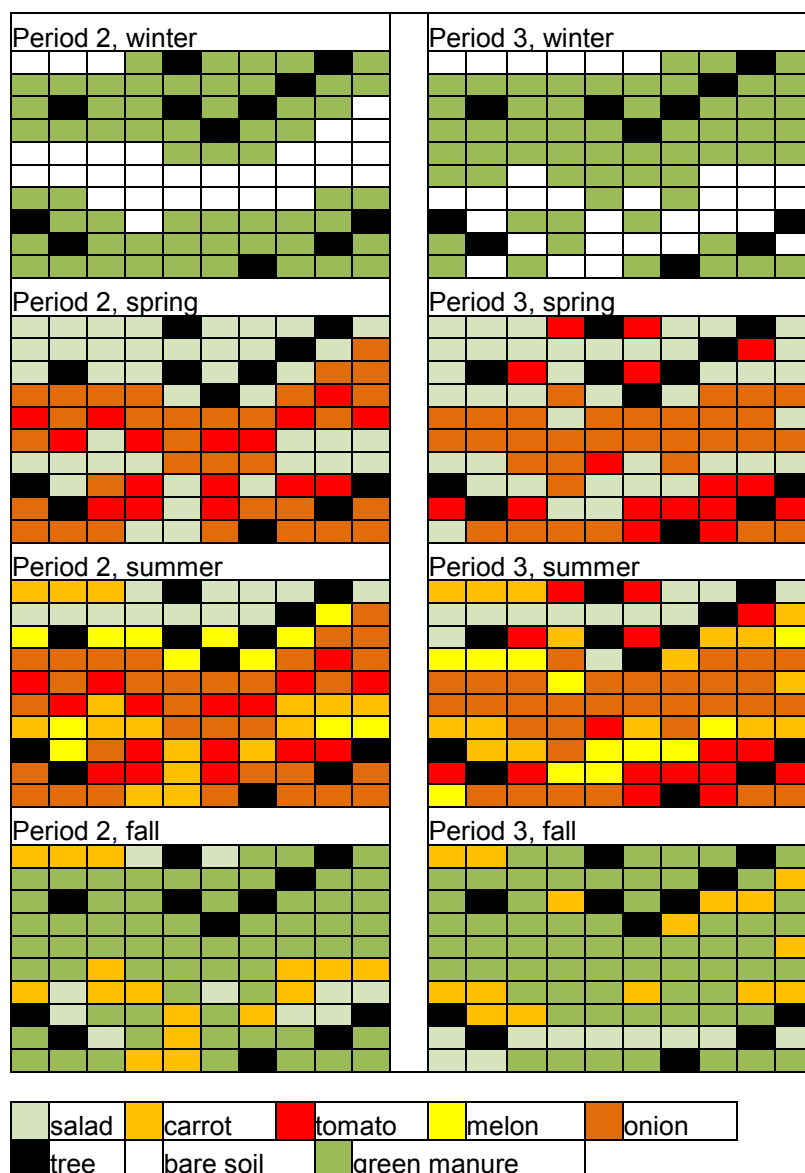 Period 2, winter
Period 3, winter
Period 2, spring
Period 3, spring
Period 2, summer
Period 3, summer
Period 2, fall
Period 3, fall
salad carrot tomato melon onion
tree bare soil green manure